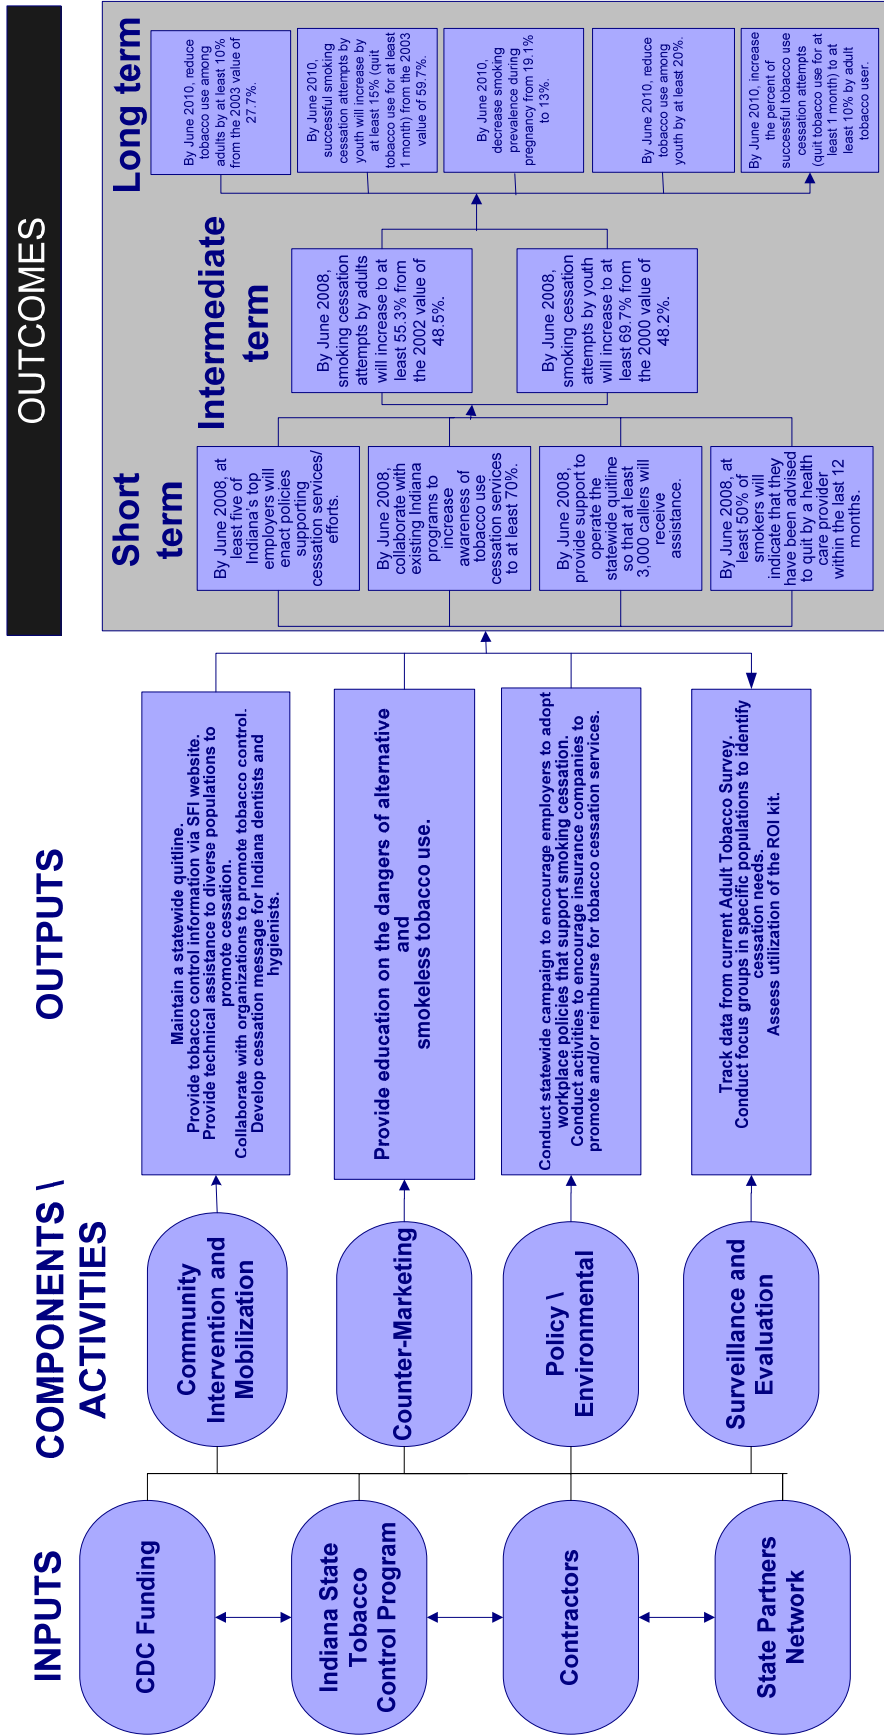 INPUTS
CDC Funding
Indiana State
Tobacco
Control Program
Contractors
State Partners
Network
COMPONENTS \
ACTIVITIES
Community
Intervention and
Mobilization
Counter-Marketing
Policy \
Environmental
Surveillance and
Evaluation
OUTPUTS
Maintain a statewide quitline.
Provide tobacco control information via SFI website.
Provide technical assistance to diverse populations to
promote cessation.
Collaborate with organizations to promote tobacco control.
Develop cessation message for Indiana dentists and
hygienists.
Provide education on the dangers of alternative
and
smokeless tobacco use.
Conduct statewide campaign to encourage employers to adopt
workplace policies that support smoking cessation.
Conduct activities to encourage insurance companies to
promote and/or reimburse for tobacco cessation services.
Track data from current Adult Tobacco Survey.
Conduct focus groups in specific populations to identify
cessation needs.
Assess utilization of the ROI kit.
OUTCOMES
Short
term
By June 2008, at
least five of
Indiana's top
employers will
enact policies
supporting
cessation services/
efforts.
By June 2008,
collaborate with
existing Indiana
programs to
increase
awareness of
tobacco use
cessation services
to at least 70%.
By June 2008,
provide support to
operate the
statewide quitline
so that at least
3,000 callers will
receive
assistance.
By June 2008, at
least 50% of
smokers will
indicate that they
have been advised
to quit by a health
care provider
within the last 12
months.
Intermediate
term
By June 2008,
smoking cessation
attempts by adults
will increase to at
least 55.3% from
the 2002 value of
48.5%.
By June 2008,
smoking cessation
attempts by youth
will increase to at
least 69.7% from
the 2000 value of
48.2%.
Long term
By June 2010, reduce
tobacco use among
adults by at least 10%
from the 2003 value of
27.7%.
By June 2010,
successful smoking
cessation attempts by
youth will increase by
at least 15% (quit
tobacco use for at least
1 month) from the 2003
value of 59.7%.
By June 2010,
decrease smoking
prevalence during
pregnancy from 19.1%
to 13%.
By June 2010, reduce
tobacco use among
youth by at least 20%.
By June 2010, increase
the percent of
successful tobacco use
cessation attempts
(quit tobacco use for at
least 1 month) to at
least 10% by adult
tobacco user.